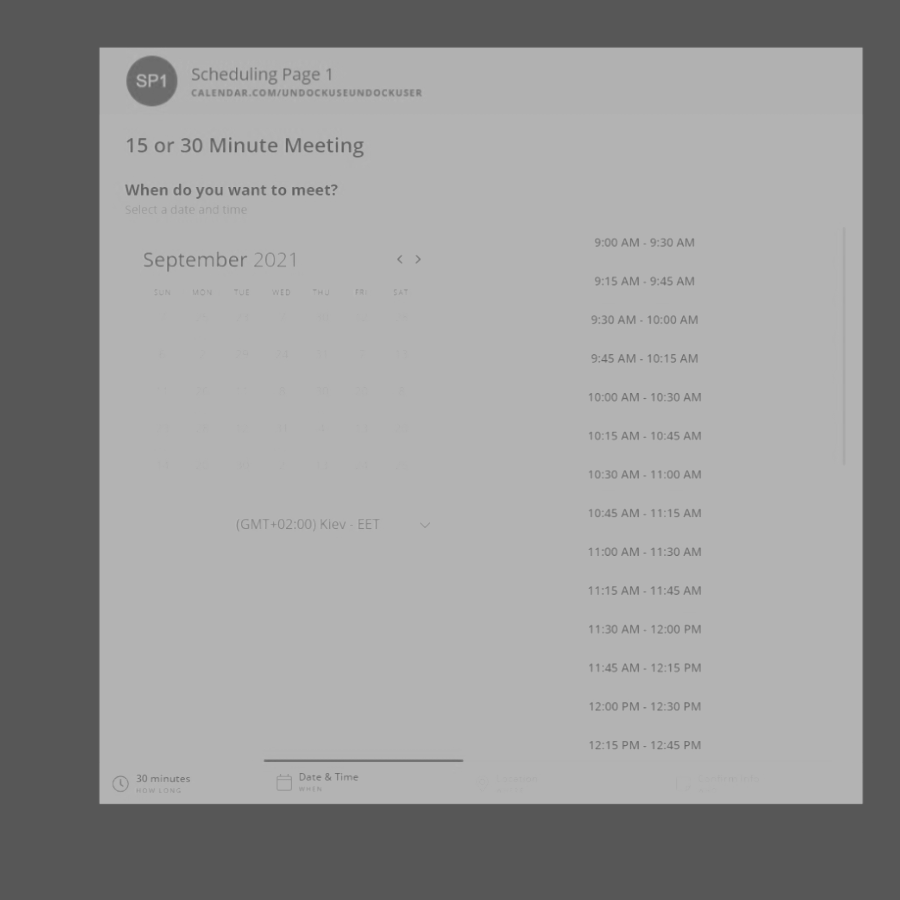 SP1
Scheduling Page 1
CALENDAR.COM/UNDOCKUSEUNDOCKUSER
15 or 30 Minute Meeting
When do you want to meet?
Select a date and time
September 2021
SUN MON TUE WED THU FRI SAT
(GMT+02:00) Kiev - EET
9:00 AM - 9:30 AM
9:15 AM - 9:45 AM
9:30 AM - 10:00 AM
9:45 AM - 10:15 AM
10:00 AM - 10:30 AM
10:15 AM - 10:45 AM
10:30 AM - 11:00 AM
10:45 AM - 11:15 AM
11:00 AM - 11:30 AM
11:15 AM - 11:45 AM
11:30 AM - 12:00 PM
11:45 AM - 12:15 PM
12:00 PM - 12:30 PM
12:15 PM - 12:45 PM
30 minutes
HOW LONG
Date & Time
WHEN